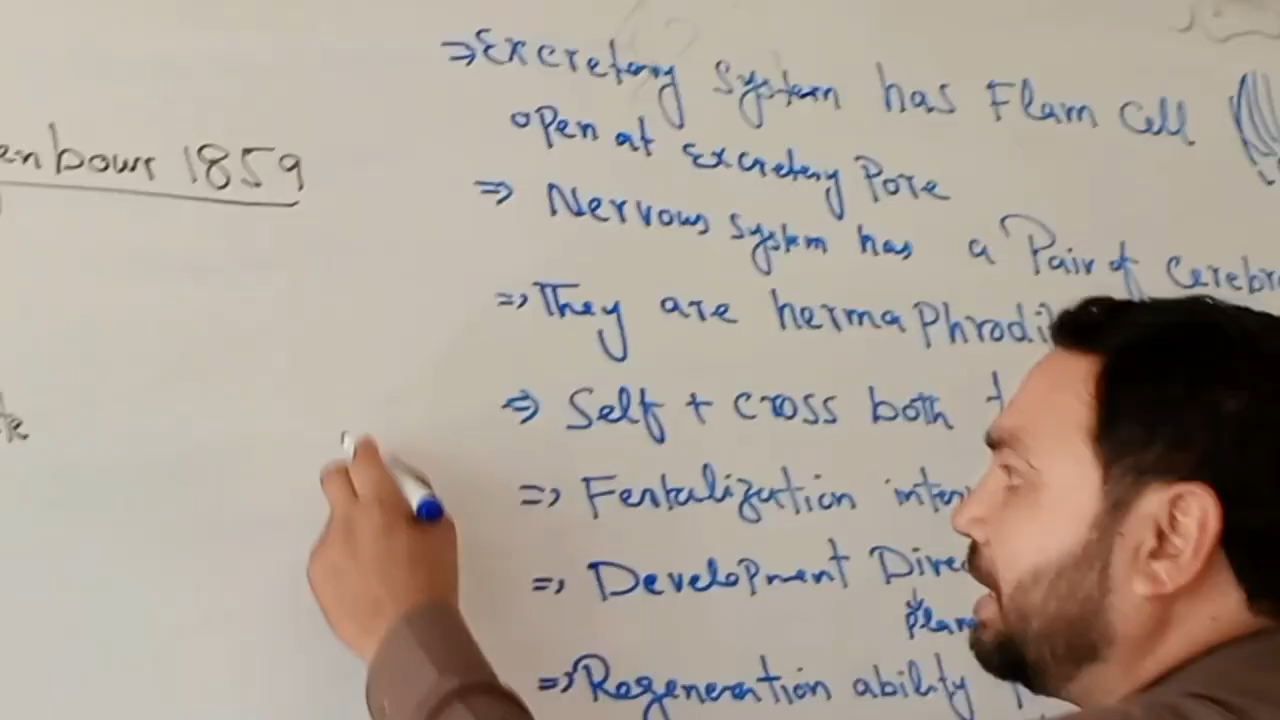 enbour 1859
⇒ Excretory System has Flam Cell
open at excretory Pore
⇒ Nervous system has a Pair of Cerebr
⇒ They are hermaPhrodi
⇒ Self + cross both
⇒ Fertalization inter
⇒ Development Dire
Plan
⇒ Regeneration ability